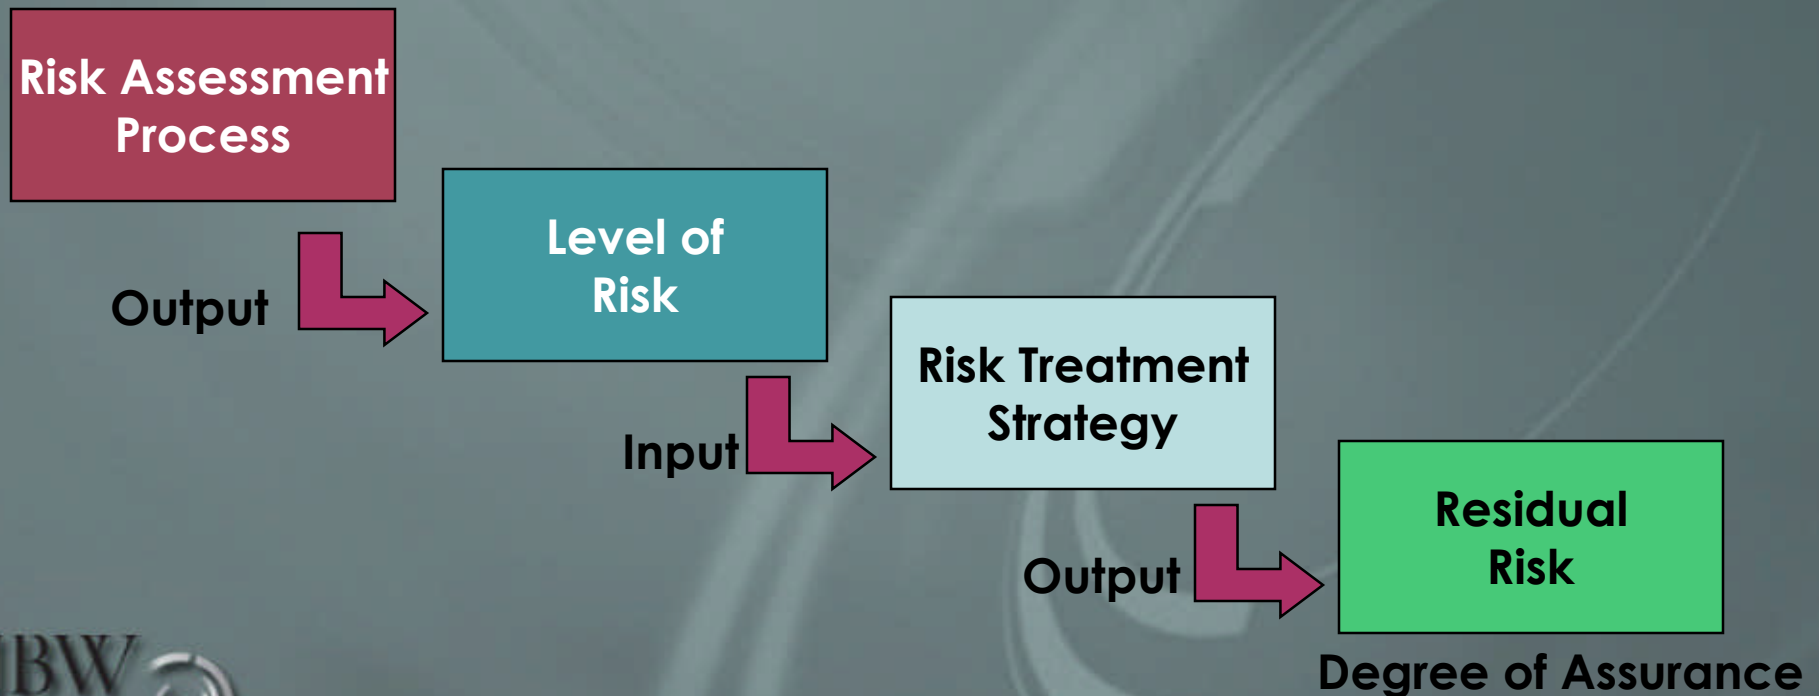 Risk Assessment
Process
Output
Level of
Risk
Input
Risk Treatment
Strategy
Output
Residual
Risk
Degree of Assurance